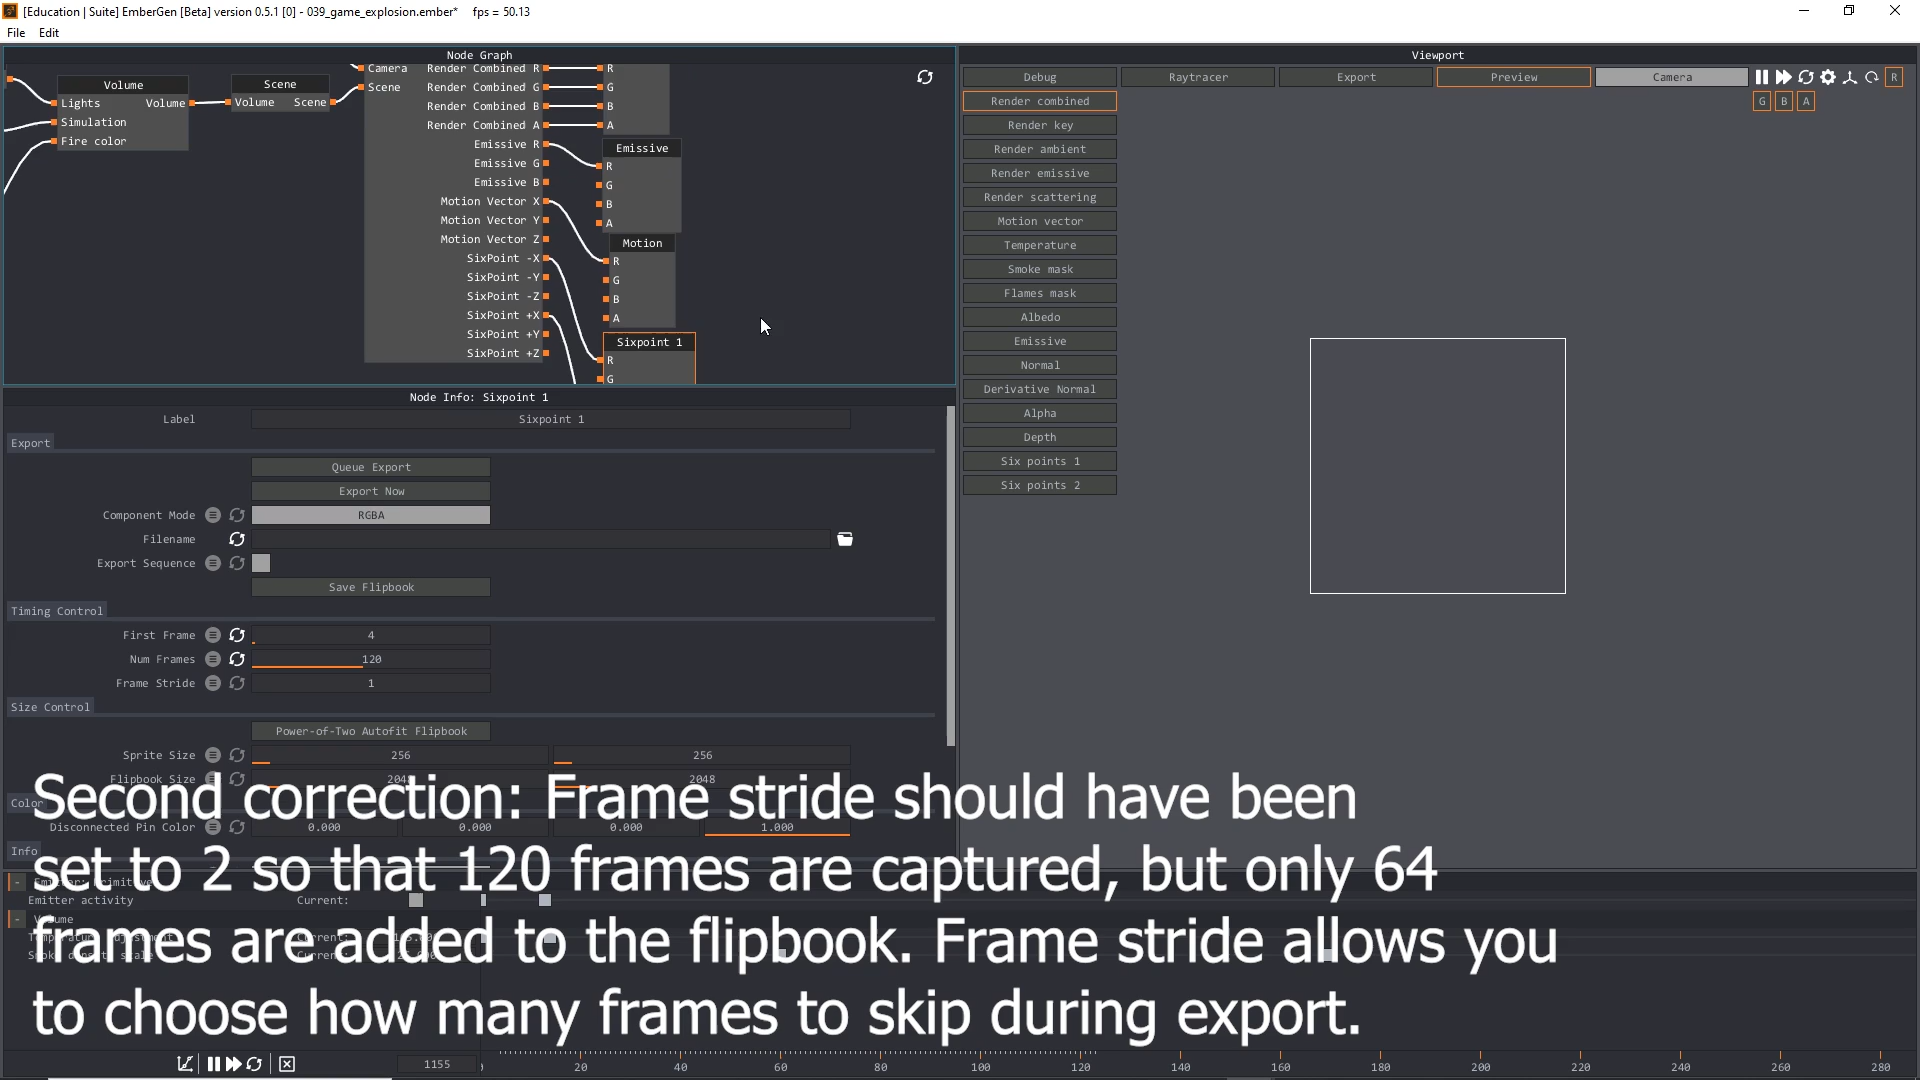 [Education | Suite] EmberGen [Beta] version 0.5.1 [0] - 039_game_explosion.ember* fps = 50.13
File Edit
Node Graph
Volume
Lights Volume
Simulation
Fire color
Scene
Volume Scene
Camera Render Combined R
Scene Render Combined G
Render Combined B
Render Combined A
Emissive R
Emissive G
Emissive B
Motion Vector X
Motion Vector Y
Motion Vector Z
SixPoint -X
SixPoint -Y
SixPoint -Z
SixPoint +X
SixPoint +Y
SixPoint +Z
R
G
B
A
Emissive
R
G
B
A
Motion
R
G
B
A
Sixpoint 1
R
G
Node Info: Sixpoint 1
Label Sixpoint 1
Export
Queue Export
Export Now
Component Mode RGBA
Filename
Export Sequence
Save Flipbook
Timing Control
First Frame 4
Num Frames 120
Frame Stride 1
Size Control
Power-of-Two Autofit Flipbook
Sprite Size 256 256
Flipbook Size 2048 2048
Color
Disconnected Pin Color 0.000 0.000 0.000 1.000
Info
Viewport
Debug Raytracer Export Preview Camera R
G B A
Render combined
Render key
Render ambient
Render emissive
Render scattering
Motion vector
Temperature
Smoke mask
Flames mask
Albedo
Emissive
Normal
Derivative Normal
Alpha
Depth
Six points 1
Six points 2
Second correction: Frame stride should have been
set to 2 so that 120 frames are captured, but only 64
frames are added to the flipbook. Frame stride allows you
to choose how many frames to skip during export.
Emitter activity Current:
Volume
1155 20 40 60 80 100 120 140 160 180 200 220 240 260 280